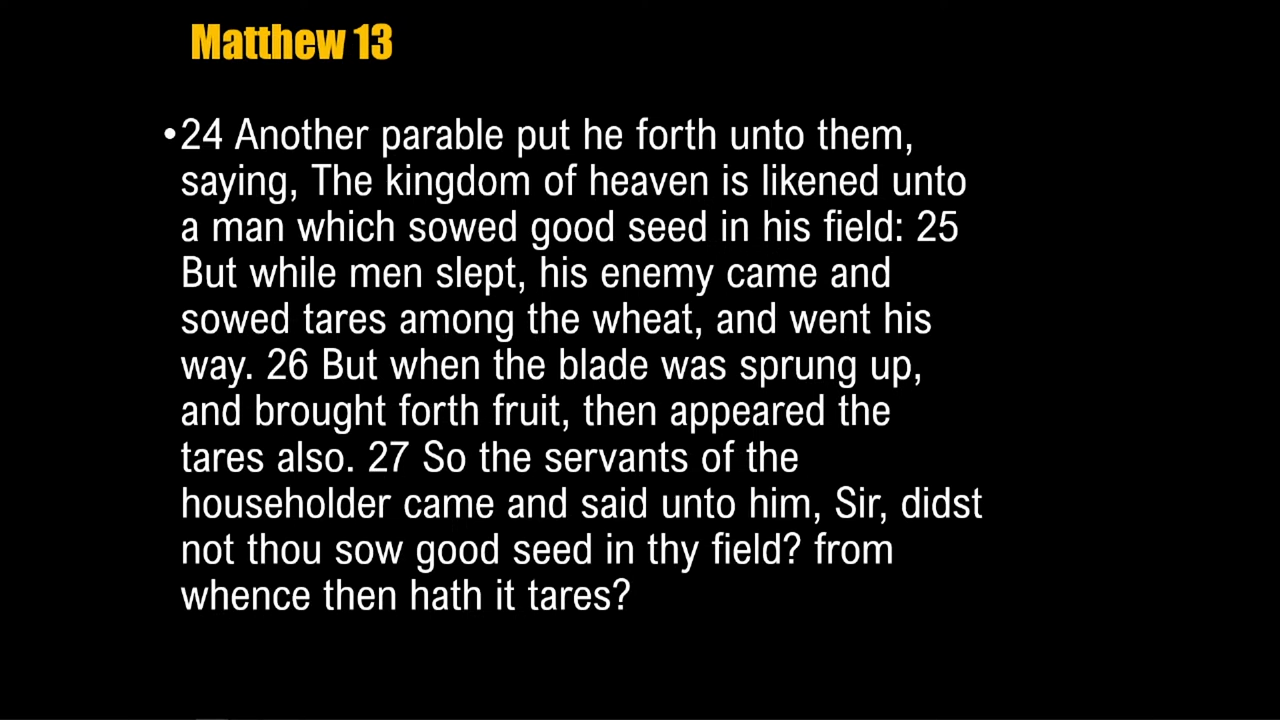 Matthew 13
•24 Another parable put he forth unto them,
saying, The kingdom of heaven is likened unto
a man which sowed good seed in his field: 25
But while men slept, his enemy came and
sowed tares among the wheat, and went his
way. 26 But when the blade was sprung up,
and brought forth fruit, then appeared the
tares also. 27 So the servants of the
householder came and said unto him, Sir, didst
not thou sow good seed in thy field? from
whence then hath it tares?